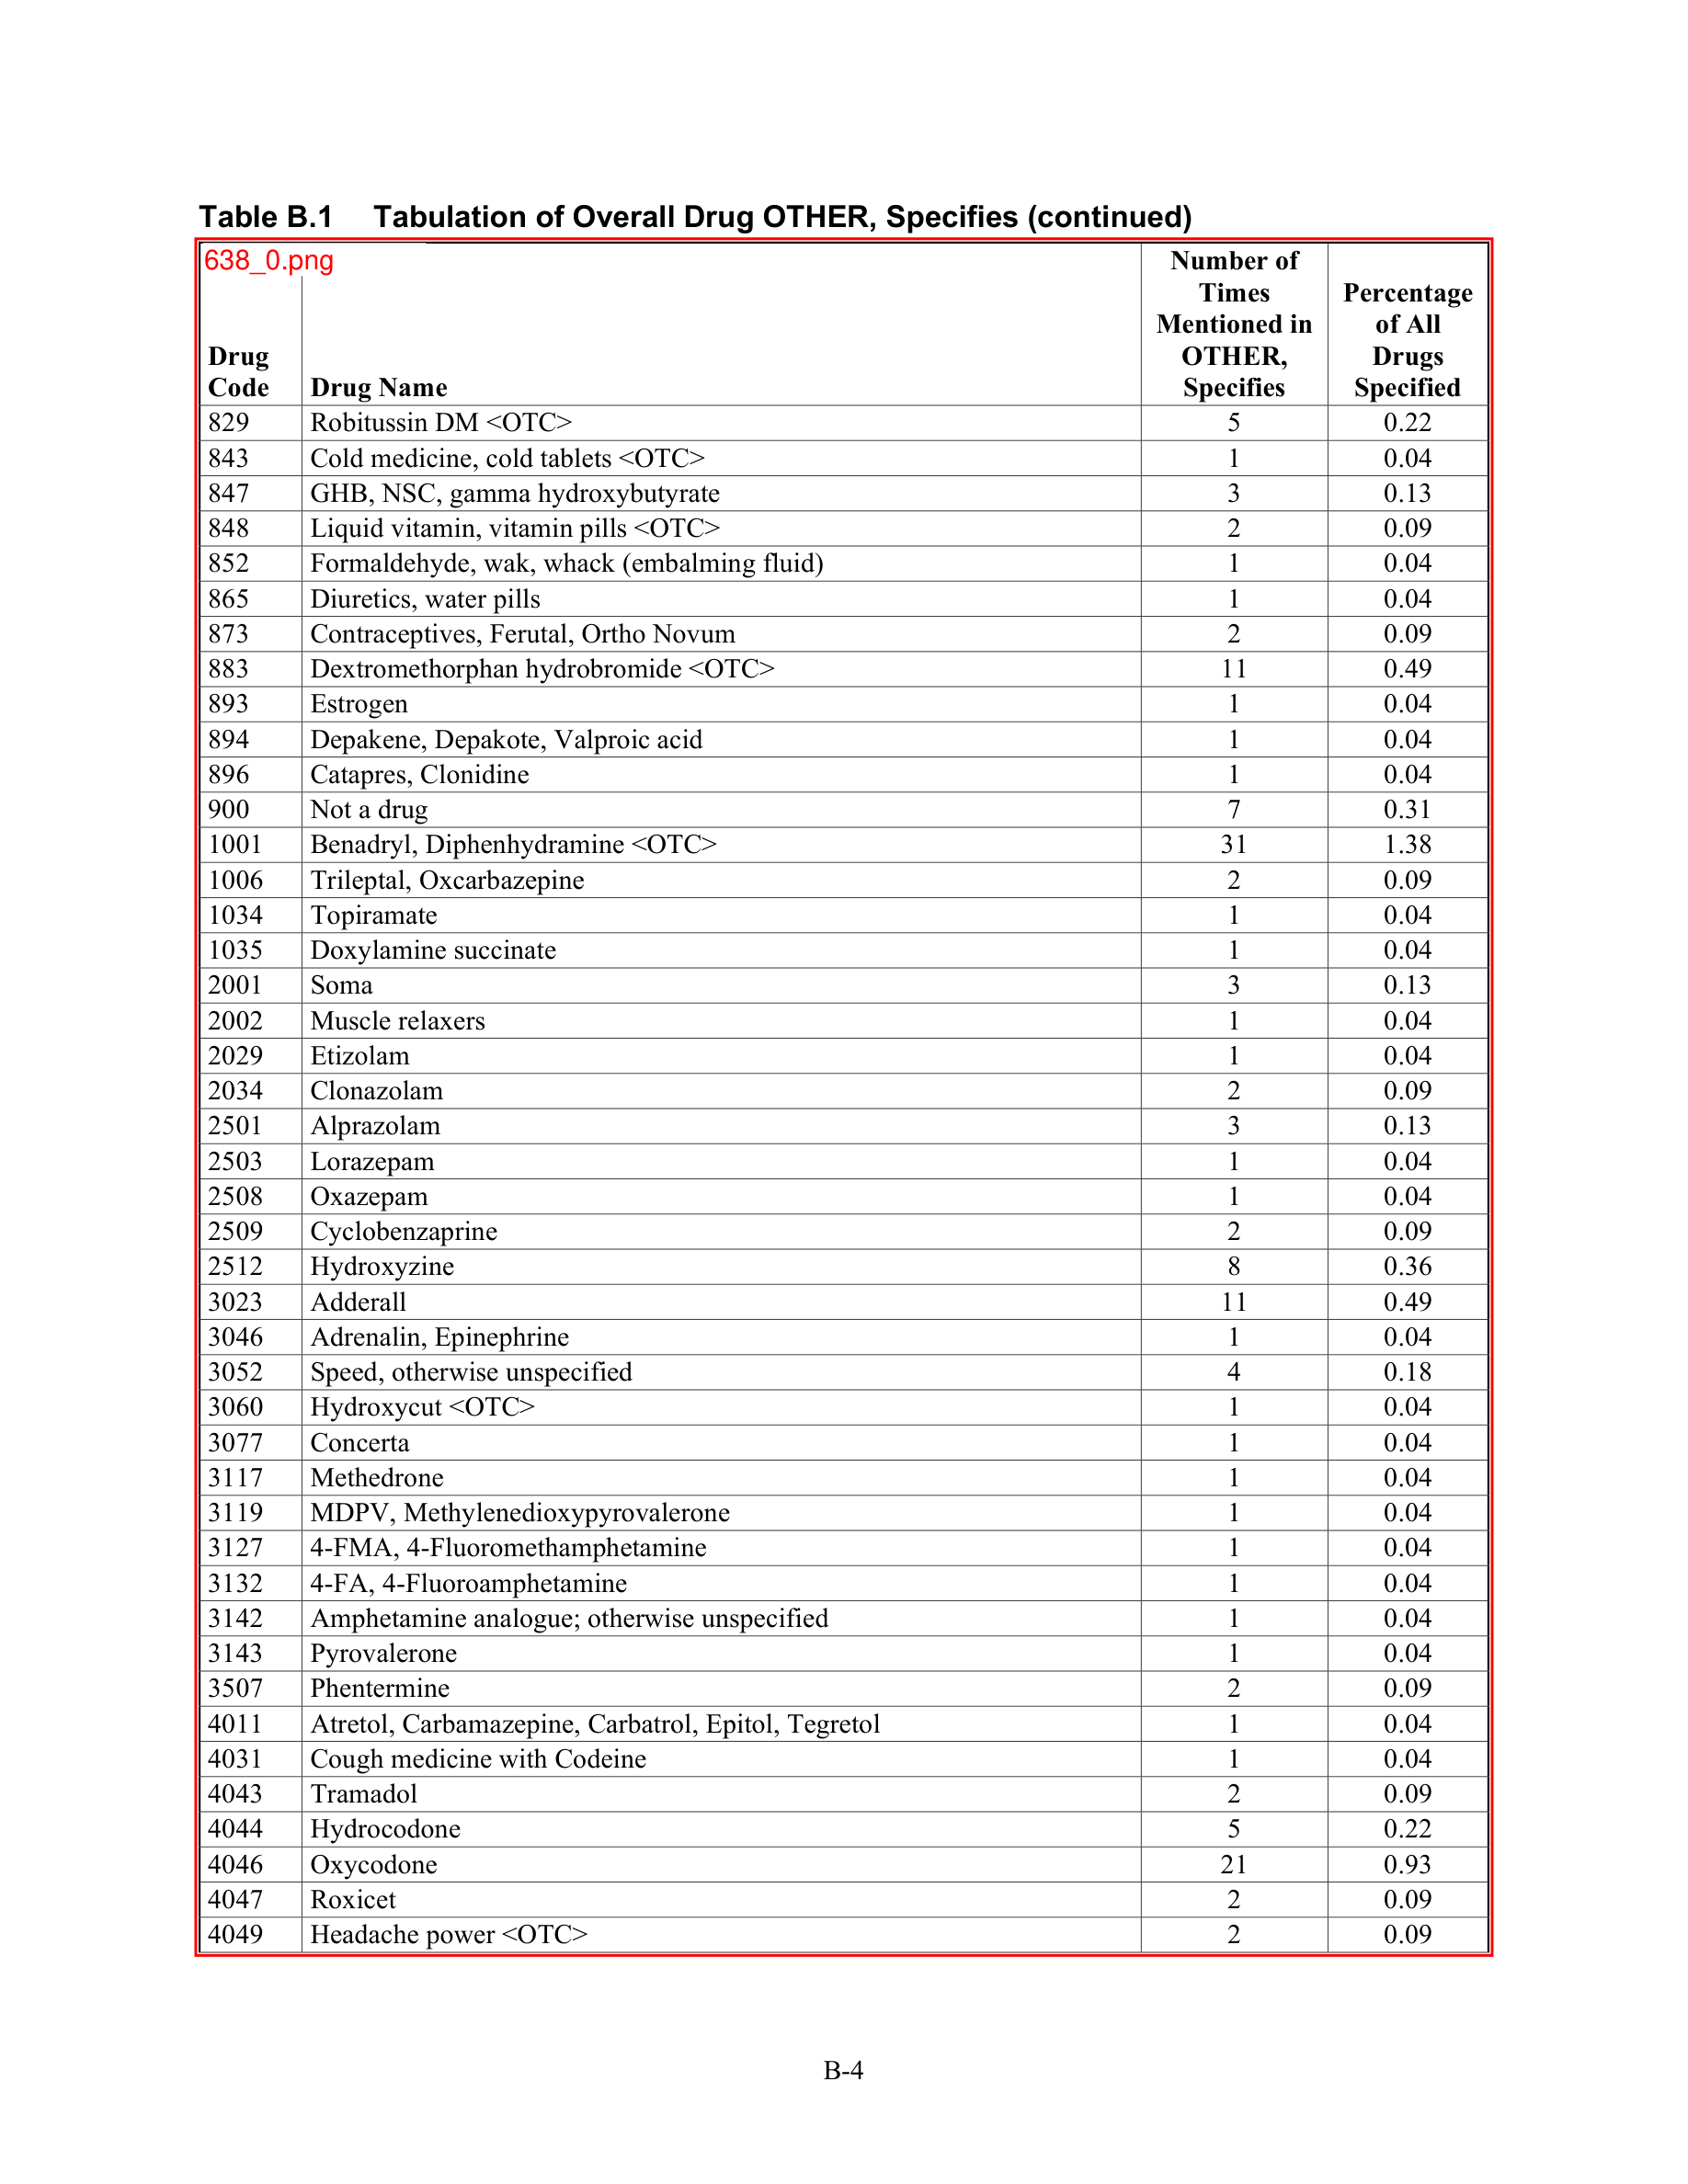 Table B.1 Tabulation of Overall Drug OTHER, Specifies (continued)
638_0.png
Drug Code Drug Name Number of Times Mentioned in OTHER, Specifies Percentage of All Drugs Specified
829 Robitussin DM <OTC> 5 0.22
843 Cold medicine, cold tablets <OTC> 1 0.04
847 GHB, NSC, gamma hydroxybutyrate 3 0.13
848 Liquid vitamin, vitamin pills <OTC> 2 0.09
852 Formaldehyde, wak, whack (embalming fluid) 1 0.04
865 Diuretics, water pills 1 0.04
873 Contraceptives, Ferutal, Ortho Novum 2 0.09
883 Dextromethorphan hydrobromide <OTC> 11 0.49
893 Estrogen 1 0.04
894 Depakene, Depakote, Valproic acid 1 0.04
896 Catapres, Clonidine 1 0.04
900 Not a drug 7 0.31
1001 Benadryl, Diphenhydramine <OTC> 31 1.38
1006 Trileptal, Oxcarbazepine 2 0.09
1034 Topiramate 1 0.04
1035 Doxylamine succinate 1 0.04
2001 Soma 3 0.13
2002 Muscle relaxers 1 0.04
2029 Etizolam 1 0.04
2034 Clonazolam 2 0.09
2501 Alprazolam 3 0.13
2503 Lorazepam 1 0.04
2508 Oxazepam 1 0.04
2509 Cyclobenzaprine 2 0.09
2512 Hydroxyzine 8 0.36
3023 Adderall 11 0.49
3046 Adrenalin, Epinephrine 1 0.04
3052 Speed, otherwise unspecified 4 0.18
3060 Hydroxycut <OTC> 1 0.04
3077 Concerta 1 0.04
3117 Methedrone 1 0.04
3119 MDPV, Methylenedioxypyrovalerone 1 0.04
3127 4-FMA, 4-Fluoromethamphetamine 1 0.04
3132 4-FA, 4-Fluoroamphetamine 1 0.04
3142 Amphetamine analogue; otherwise unspecified 1 0.04
3143 Pyrovalerone 1 0.04
3507 Phentermine 2 0.09
4011 Atretol, Carbamazepine, Carbatrol, Epitol, Tegretol 1 0.04
4031 Cough medicine with Codeine 1 0.04
4043 Tramadol 2 0.09
4044 Hydrocodone 5 0.22
4046 Oxycodone 21 0.93
4047 Roxicet 2 0.09
4049 Headache power <OTC> 2 0.09
B-4